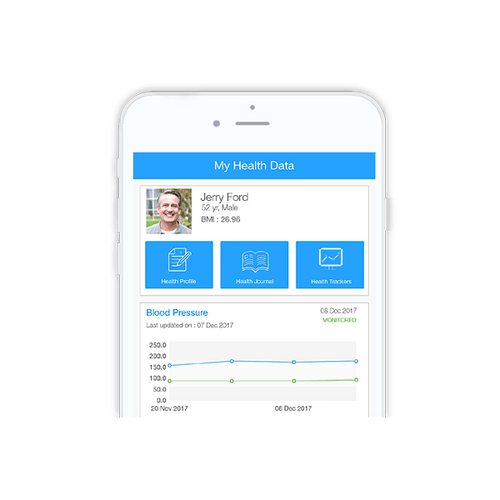 My Health Data
Jerry Ford
52 yr, Male
BMI : 26.96
Health Profile
Health Journal
Health Trackers
Blood Pressure
08 Dec 2017
MONITORED
Last updated on : 07 Dec 2017
250.0
200.0
150.0
100.0
50.0
0.0
20 Nov 2017
06 Dec 2017